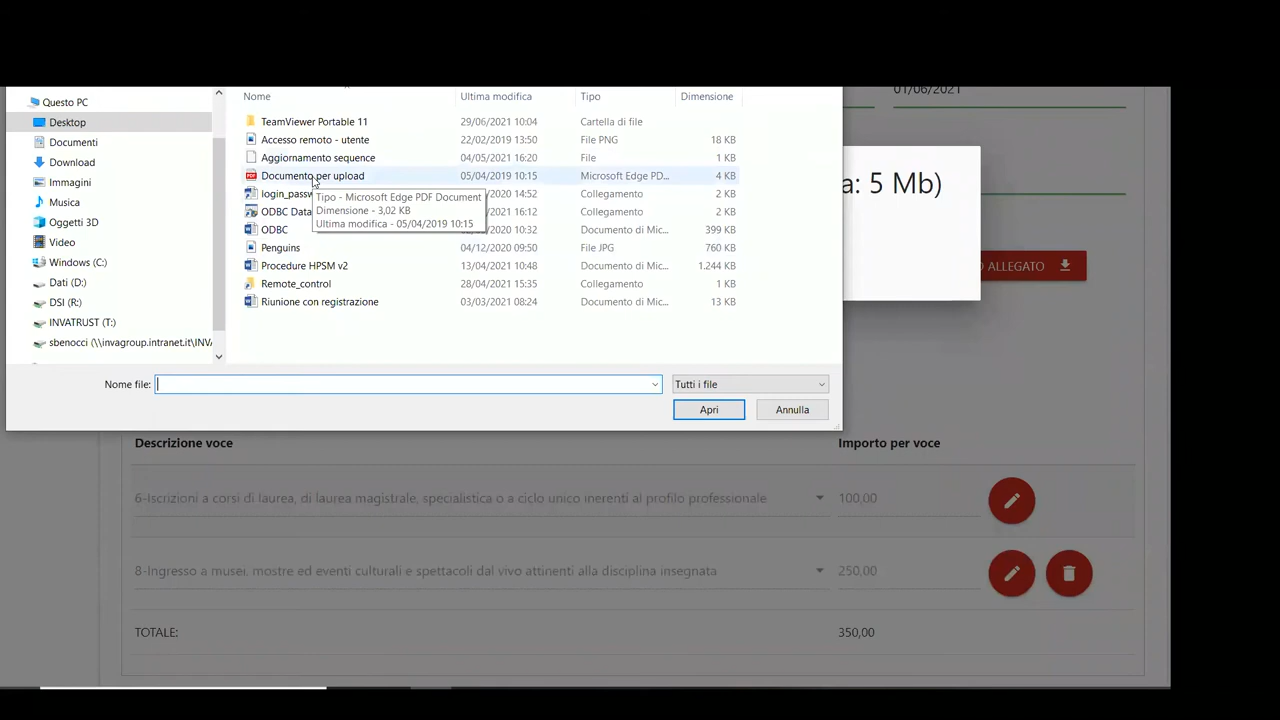 01/06/2021
Questo PC
Desktop
Documenti
Download
Immagini
Musica
Oggetti 3D
Video
Windows (C:)
Dati (D:)
DSI (R:)
INVATRUST (T:)
sbenocci (\\invagroup.intranet.it\INVA
Nome Ultima modifica Tipo Dimensione
TeamViewer Portable 11 29/06/2021 10:04 Cartella di file
Accesso remoto - utente 22/02/2019 13:50 File PNG 18 KB
Aggiornamento sequence 04/05/2021 16:20 File 1 KB
Documento per upload 05/04/2019 10:15 Microsoft Edge PD... 4 KB
login_passw /2020 14:52 Collegamento 2 KB
ODBC Data /2021 16:12 Collegamento 2 KB
ODBC /2020 10:32 Documento di Mic... 399 KB
Penguins 04/12/2020 09:50 File JPG 760 KB
Procedure HPSM v2 13/04/2021 10:48 Documento di Mic... 1.244 KB
Remote_control 28/04/2021 15:35 Collegamento 1 KB
Riunione con registrazione 03/03/2021 08:24 Documento di Mic... 13 KB
Tipo - Microsoft Edge PDF Document
Dimensione - 3,02 KB
Ultima modifica - 05/04/2019 10:15
a: 5 Mb)
ALLEGATO
Nome file: Tutti i file
Apri Annulla
Descrizione voce Importo per voce
6-Iscrizioni a corsi di laurea, di laurea magistrale, specialistica o a ciclo unico inerenti al profilo professionale 100,00
8-Ingresso a musei, mostre ed eventi culturali e spettacoli dal vivo attinenti alla disciplina insegnata 250,00
TOTALE: 350,00